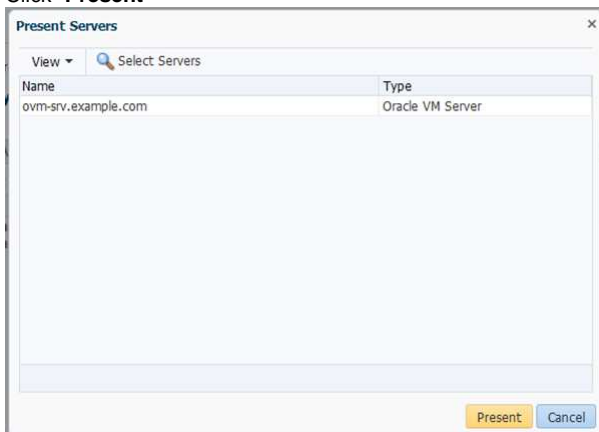 Click "Present"
Present Servers
View Select Servers
Name Type
ovm-srv.example.com Oracle VM Server
Present Cancel